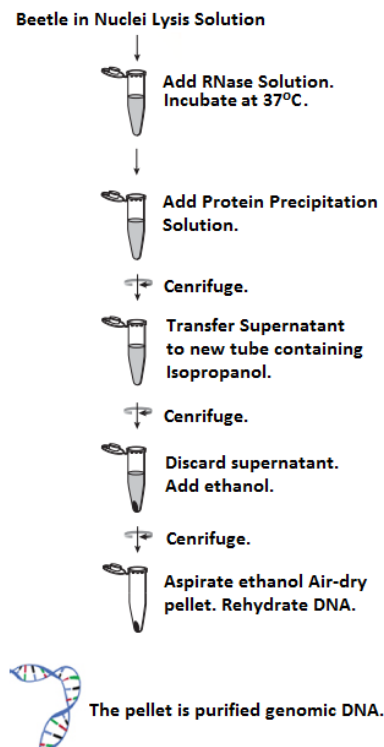 Beetle in Nuclei Lysis Solution
Add RNase Solution.
Incubate at 37⁰C.
Add Protein Precipitation
Solution.
Cenrifuge.
Transfer Supernatant
to new tube containing
Isopropanol.
Cenrifuge.
Discard supernatant.
Add ethanol.
Cenrifuge.
Aspirate ethanol Air-dry
pellet. Rehydrate DNA.
The pellet is purified genomic DNA.